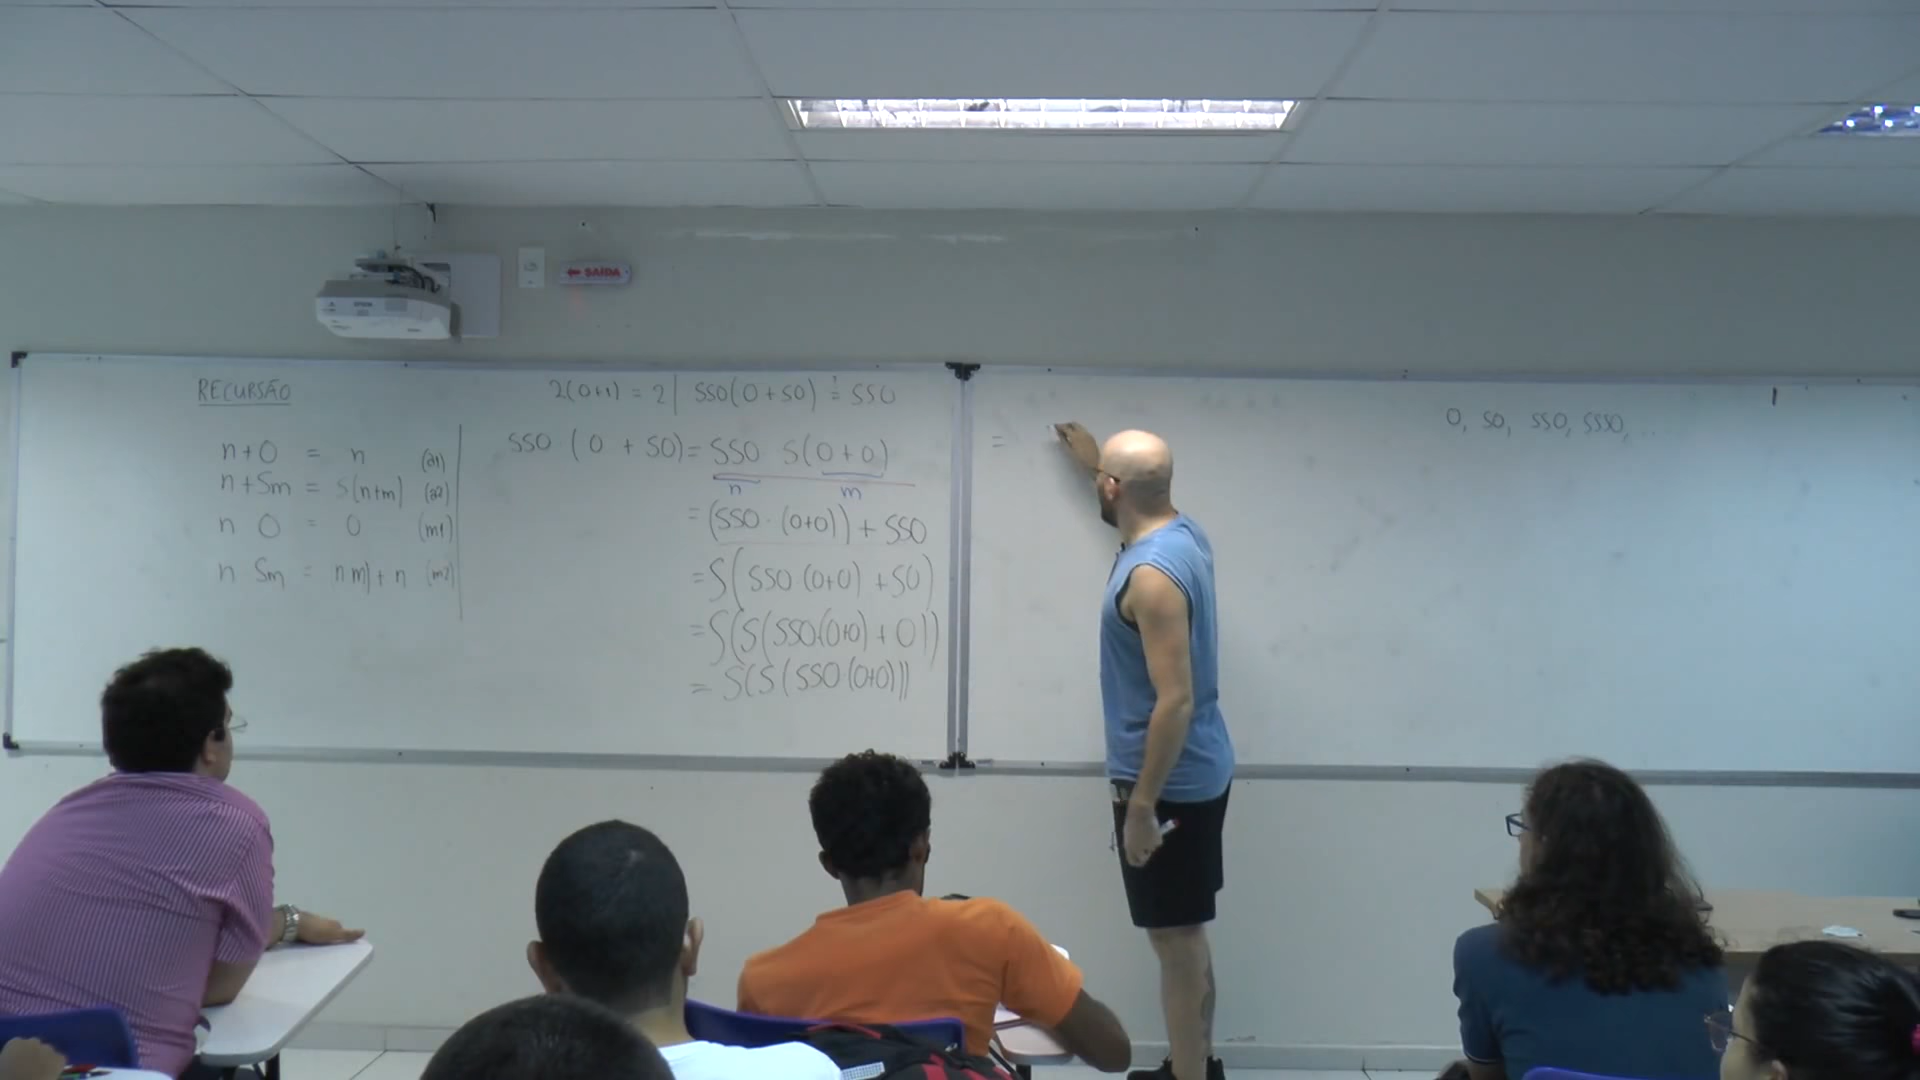 SAÍDA
EPSON
RECURSÃO
n + 0 = n (a1)
n + Sm = S(n+m) (a2)
n 0 = 0 (m1)
n Sm = n m) + n (m2)
2(0+1) = 2 | SS0(0+S0) ?= SS0
SS0 (0 + S0) = SS0 S(0+0)
n m
= (SS0 · (0+0)) + SS0
= S(SS0 (0+0) + S0)
= S(S(SS0(0+0) + 0))
= S(S(SS0·(0+0)))
=
0, S0, SS0, SSS0, ...